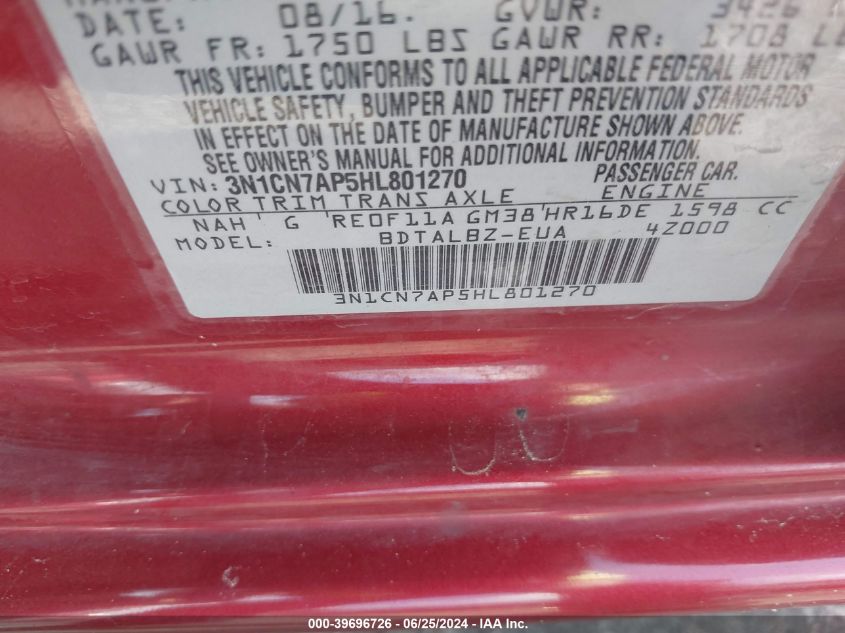 DATE: 08/16. GVWR: 3426
GAWR FR: 1750 LBS GAWR RR: 1708
THIS VEHICLE CONFORMS TO ALL APPLICABLE FEDERAL MOTOR
VEHICLE SAFETY, BUMPER AND THEFT PREVENTION STANDARDS
IN EFFECT ON THE DATE OF MANUFACTURE SHOWN ABOVE.
SEE OWNER'S MANUAL FOR ADDITIONAL INFORMATION.
VIN: 3N1CN7AP5HL801270 PASSENGER CAR.
COLOR TRIM TRANS AXLE ENGINE
NAH G RE0F11A GM38 HR16DE 1598 CC
MODEL: BDTALBZ-EUA 4Z000
3N1CN7AP5HL801270
000-39696726 - 06/25/2024 - IAA Inc.